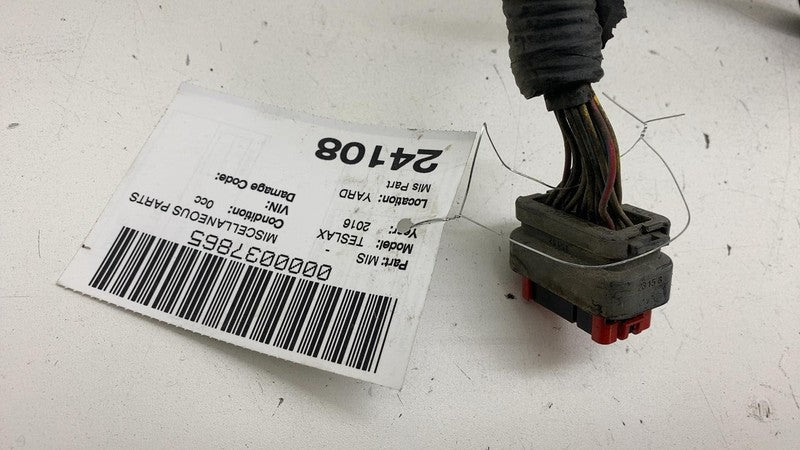 0000037865
Part: MIS -
MISCELLANEOUS PARTS
Model: TESLAX
Year: 2016
Condition: 0cc
VIN:
Damage Code:
Location: YARD
Mis Part
24108